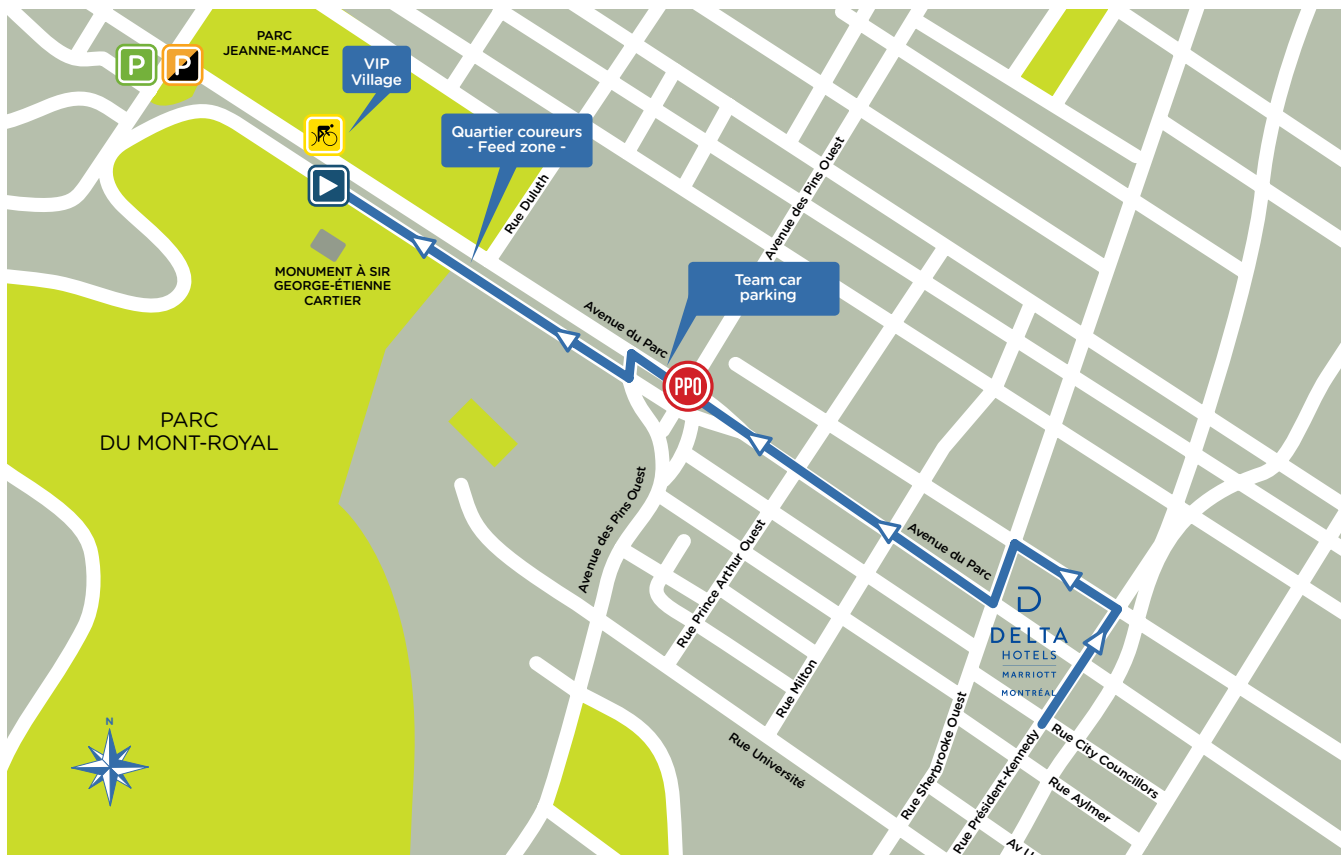 PARC
JEANNE-MANCE
P
P
VIP
Village
Quartier coureurs
- Feed zone -
Rue Duluth
Avenue des Pins Ouest
MONUMENT À SIR
GEORGE-ÉTIENNE
CARTIER
Team car
parking
Avenue du Parc
PPO
PARC
DU MONT-ROYAL
Avenue des Pins Ouest
Rue Prince Arthur Ouest
Avenue du Parc
D
DELTA
HOTELS
MARRIOTT
MONTRÉAL
Rue Milton
Rue Université
Rue Sherbrooke Ouest
Rue Président-Kennedy
Rue City Councillors
Rue Aylmer
N